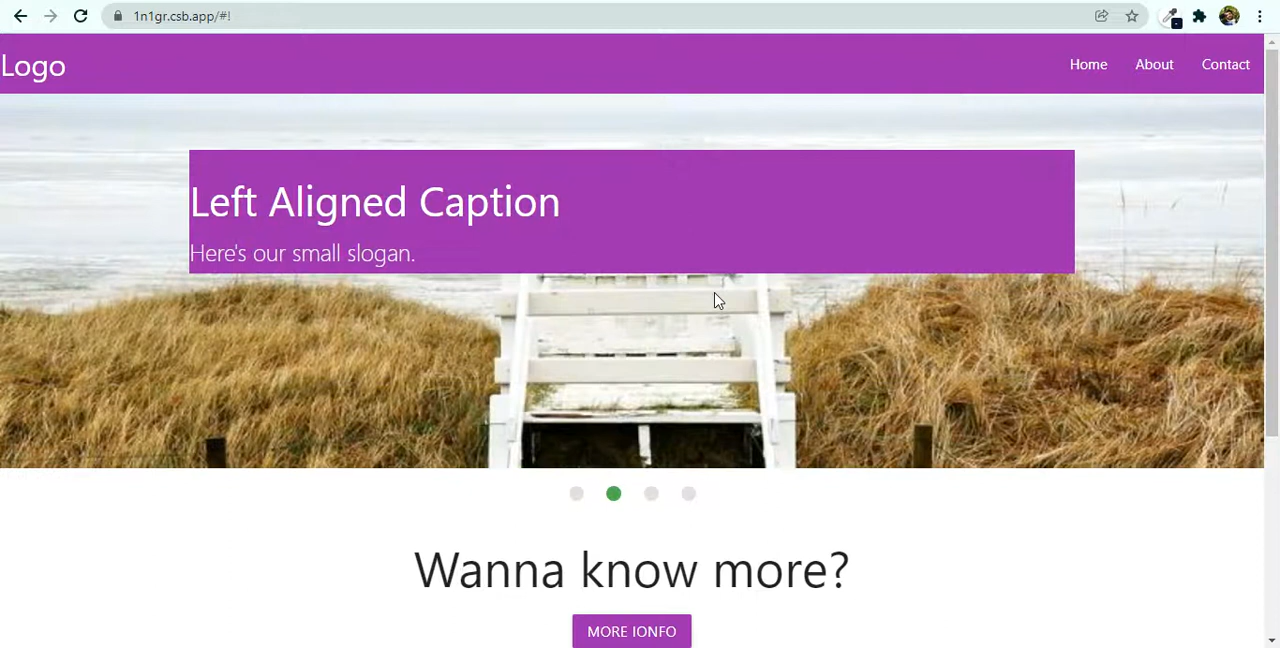 1n1gr.csb.app/#!
Logo
Home About Contact
Left Aligned Caption
Here's our small slogan.
Wanna know more?
MORE IONFO